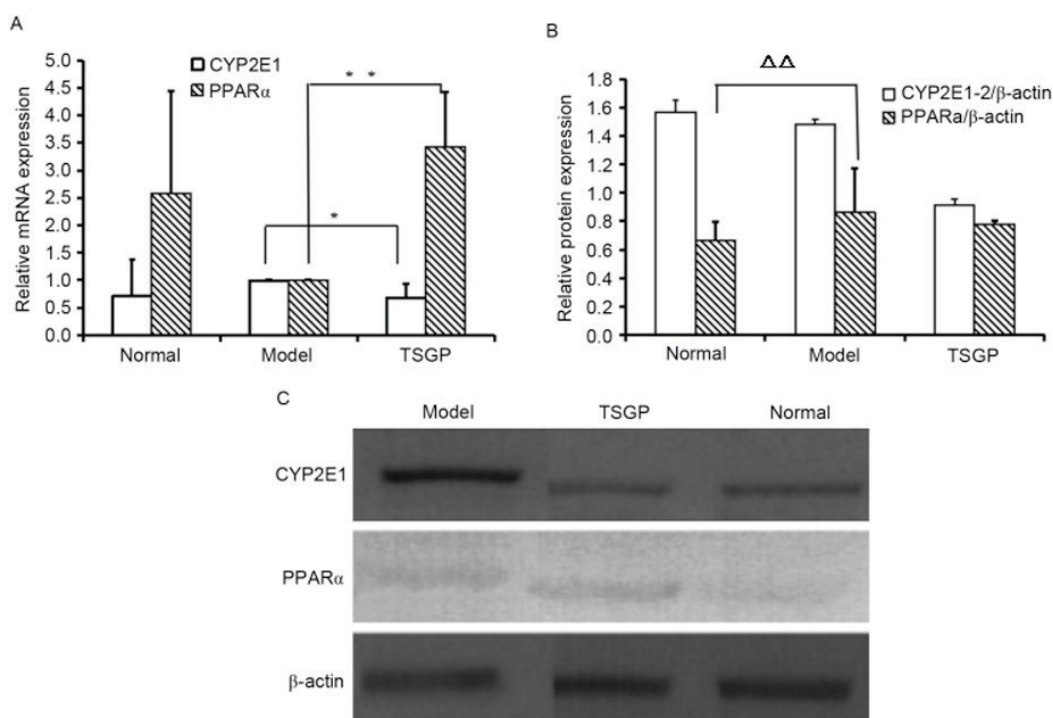 A
5.0
4.5
4.0
3.5
3.0
2.5
2.0
1.5
1.0
0.5
0.0
Relative mRNA expression
CYP2E1
PPARα
* *
*
Normal Model TSGP
B
1.8
1.6
1.4
1.2
1.0
0.8
0.6
0.4
0.2
0.0
Relative protein expression
ΔΔ
CYP2E1-2/β-actin
PPARa/β-actin
Normal Model TSGP
C
Model TSGP Normal
CYP2E1
PPARα
β-actin